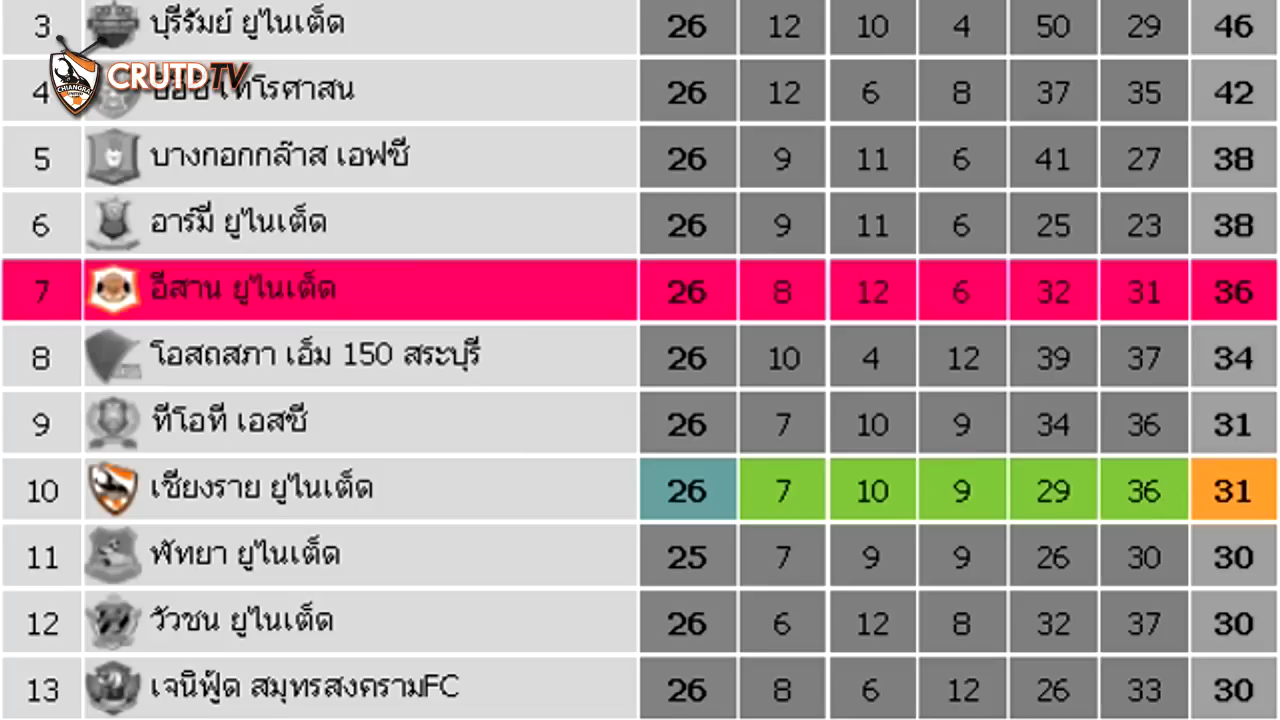 3 บุรีรัมย์ ยูไนเต็ด 26 12 10 4 50 29 46
CRUTDTV
4 เทโรศาสน 26 12 6 8 37 35 42
5 บางกอกกล๊าส เอฟซี 26 9 11 6 41 27 38
6 อาร์มี่ ยูไนเต็ด 26 9 11 6 25 23 38
7 อีสาน ยูไนเต็ด 26 8 12 6 32 31 36
8 โอสถสภา เอ็ม 150 สระบุรี 26 10 4 12 39 37 34
9 ทีโอที เอสซี 26 7 10 9 34 36 31
10 เชียงราย ยูไนเต็ด 26 7 10 9 29 36 31
11 พัทยา ยูไนเต็ด 25 7 9 9 26 30 30
12 วัวชน ยูไนเต็ด 26 6 12 8 32 37 30
13 เจนิฟู้ด สมุทรสงครามFC 26 8 6 12 26 33 30